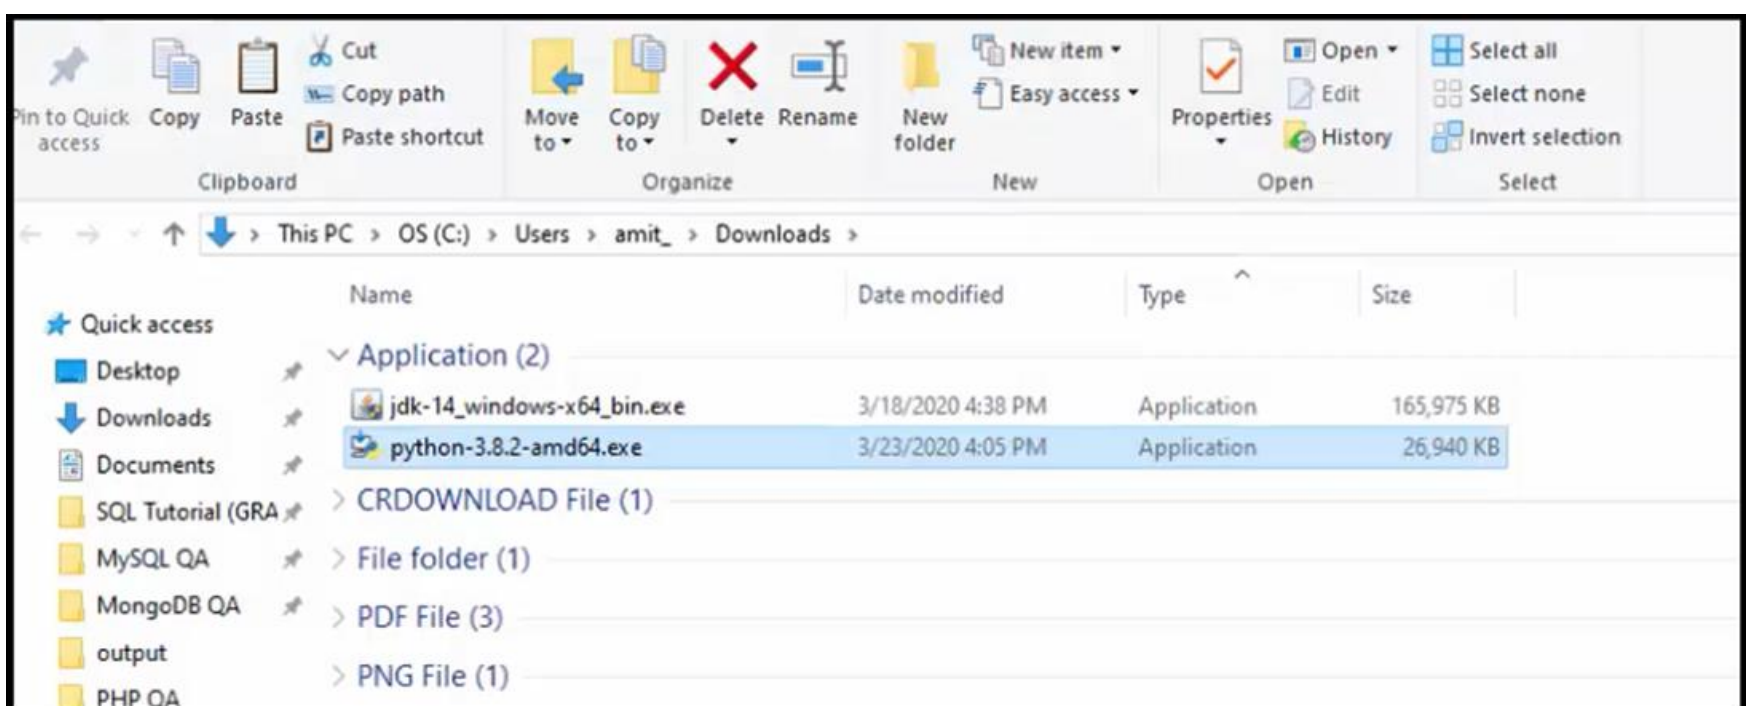 Pin to Quick access
Copy
Paste
Cut
Copy path
Paste shortcut
Clipboard
Move to
Copy to
Delete
Rename
Organize
New folder
New item
Easy access
New
Properties
Open
Edit
History
Open
Select all
Select none
Invert selection
Select
This PC > OS (C:) > Users > amit_ > Downloads >
Name Date modified Type Size
Quick access
Desktop
Downloads
Documents
SQL Tutorial (GRA
MySQL QA
MongoDB QA
output
PHP QA
Application (2)
jdk-14_windows-x64_bin.exe 3/18/2020 4:38 PM Application 165,975 KB
python-3.8.2-amd64.exe 3/23/2020 4:05 PM Application 26,940 KB
CRDOWNLOAD File (1)
File folder (1)
PDF File (3)
PNG File (1)